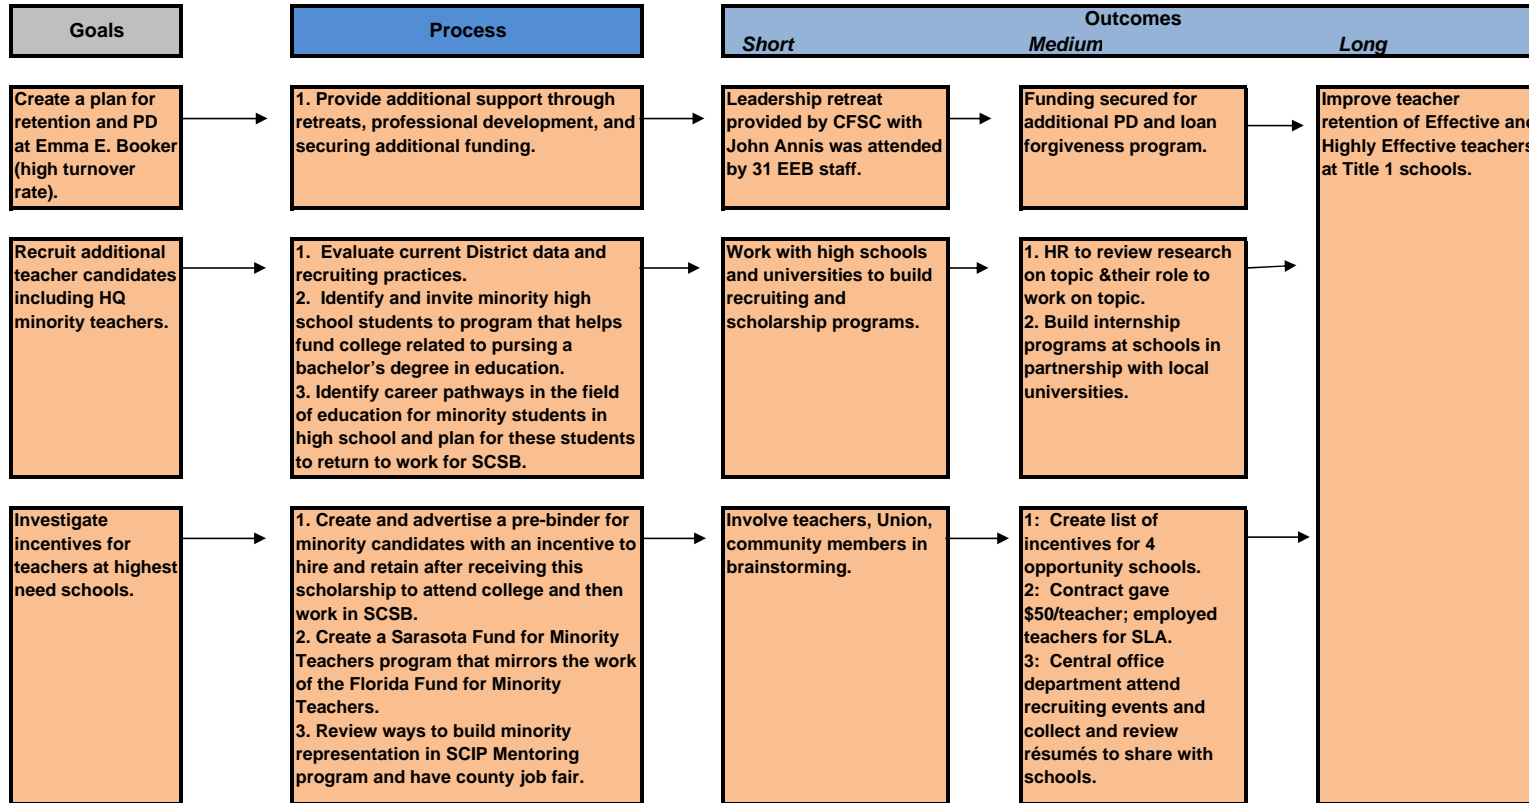 Goals
Process
Outcomes
Short Medium Long
Create a plan for
retention and PD
at Emma E. Booker
(high turnover
rate).
1. Provide additional support through
retreats, professional development, and
securing additional funding.
Leadership retreat
provided by CFSC with
John Annis was attended
by 31 EEB staff.
Funding secured for
additional PD and loan
forgiveness program.
Improve teacher
retention of Effective and
Highly Effective teachers
at Title 1 schools.
Recruit additional
teacher candidates
including HQ
minority teachers.
1. Evaluate current District data and
recruiting practices.
2. Identify and invite minority high
school students to program that helps
fund college related to pursing a
bachelor's degree in education.
3. Identify career pathways in the field
of education for minority students in
high school and plan for these students
to return to work for SCSB.
Work with high schools
and universities to build
recruiting and
scholarship programs.
1. HR to review research
on topic &their role to
work on topic.
2. Build internship
programs at schools in
partnership with local
universities.
Investigate
incentives for
teachers at highest
need schools.
1. Create and advertise a pre-binder for
minority candidates with an incentive to
hire and retain after receiving this
scholarship to attend college and then
work in SCSB.
2. Create a Sarasota Fund for Minority
Teachers program that mirrors the work
of the Florida Fund for Minority
Teachers.
3. Review ways to build minority
representation in SCIP Mentoring
program and have county job fair.
Involve teachers, Union,
community members in
brainstorming.
1: Create list of
incentives for 4
opportunity schools.
2: Contract gave
$50/teacher; employed
teachers for SLA.
3: Central office
department attend
recruiting events and
collect and review
résumés to share with
schools.